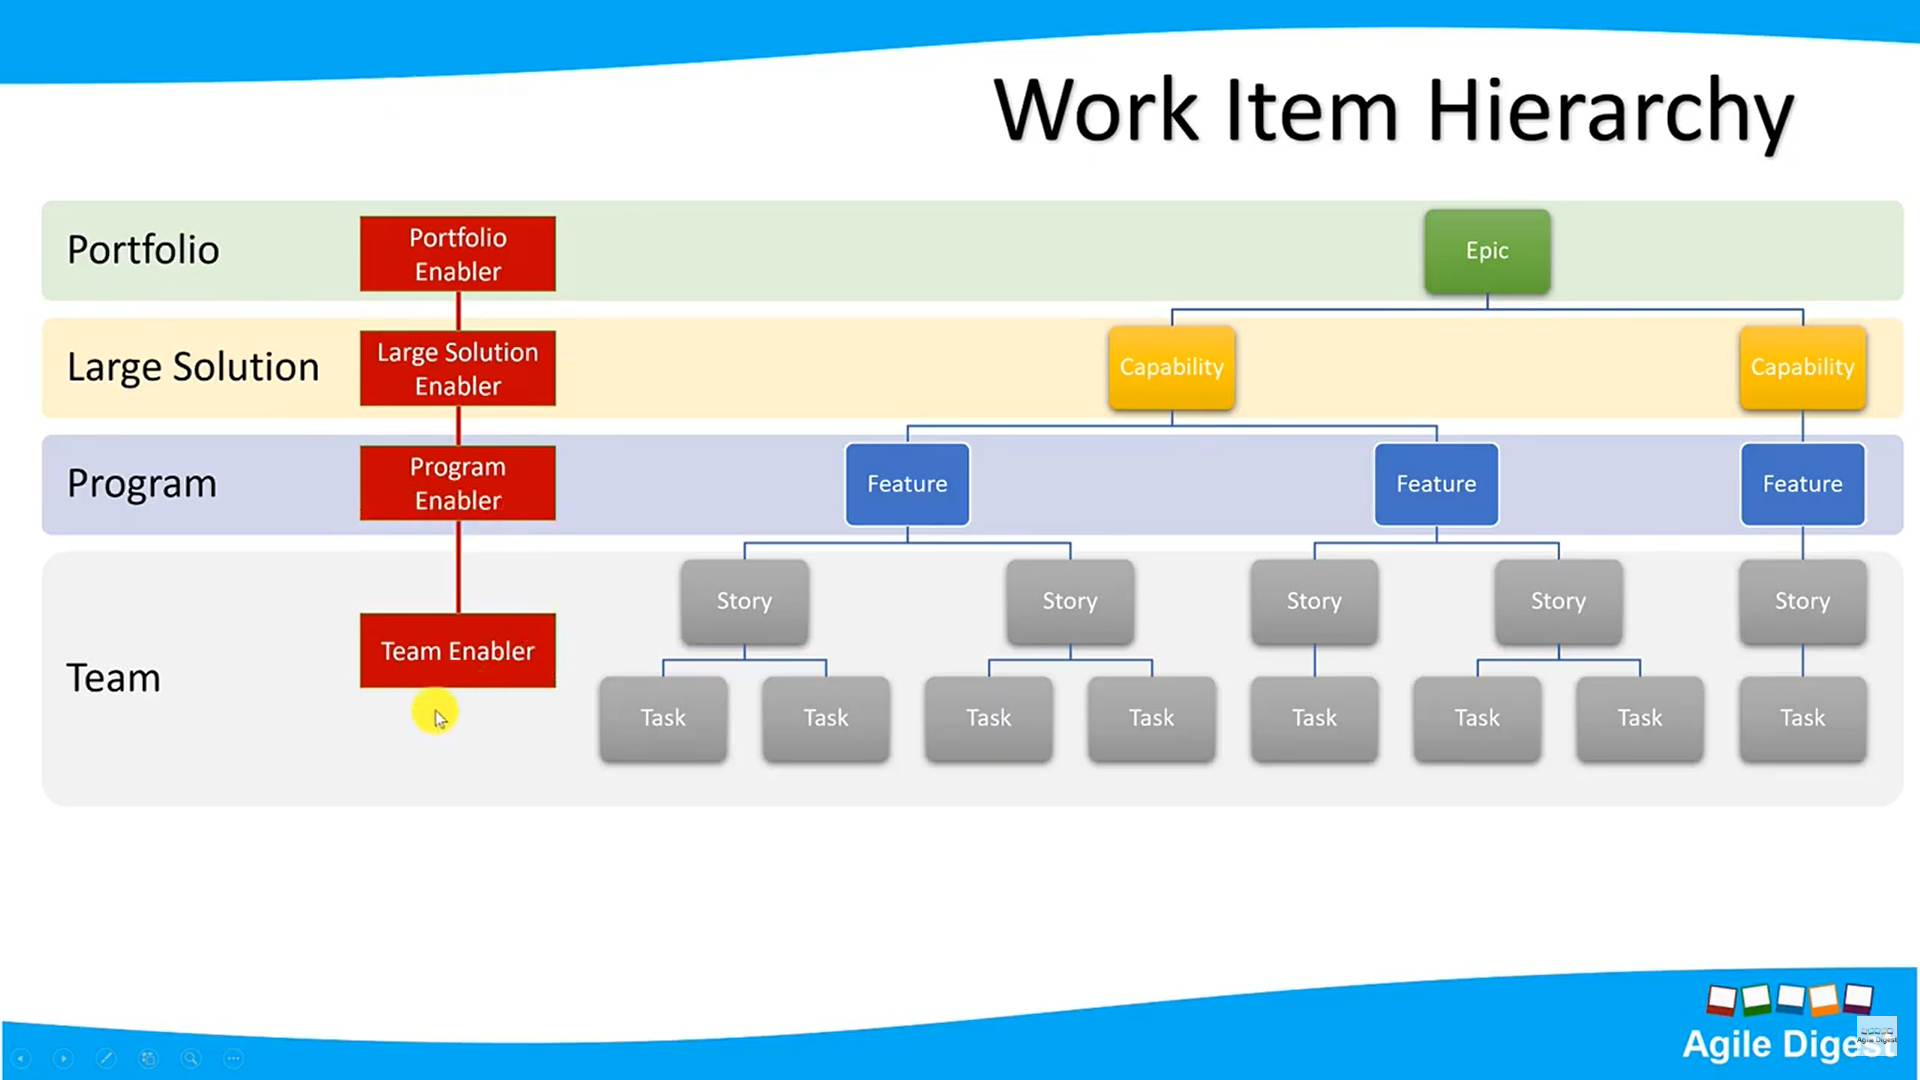 Work Item Hierarchy
Portfolio
Portfolio
Enabler
Epic
Large Solution
Large Solution
Enabler
Capability
Capability
Program
Program
Enabler
Feature
Feature
Feature
Team
Team Enabler
Story
Story
Story
Story
Story
Task
Task
Task
Task
Task
Task
Task
Task
Agile Digest
Agile Digest